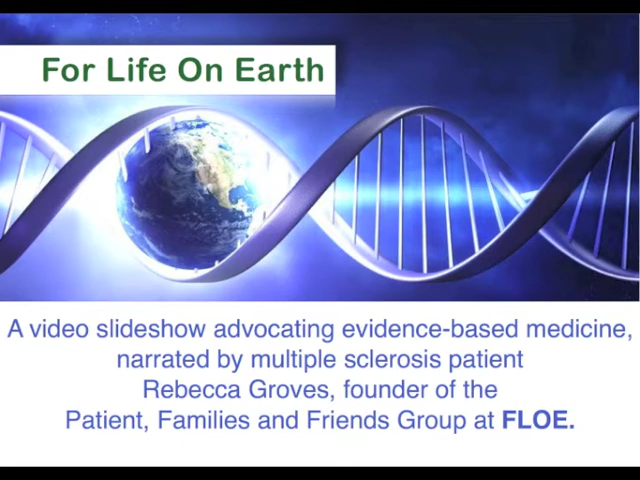 For Life On Earth
A video slideshow advocating evidence-based medicine,
narrated by multiple sclerosis patient
Rebecca Groves, founder of the
Patient, Families and Friends Group at FLOE.